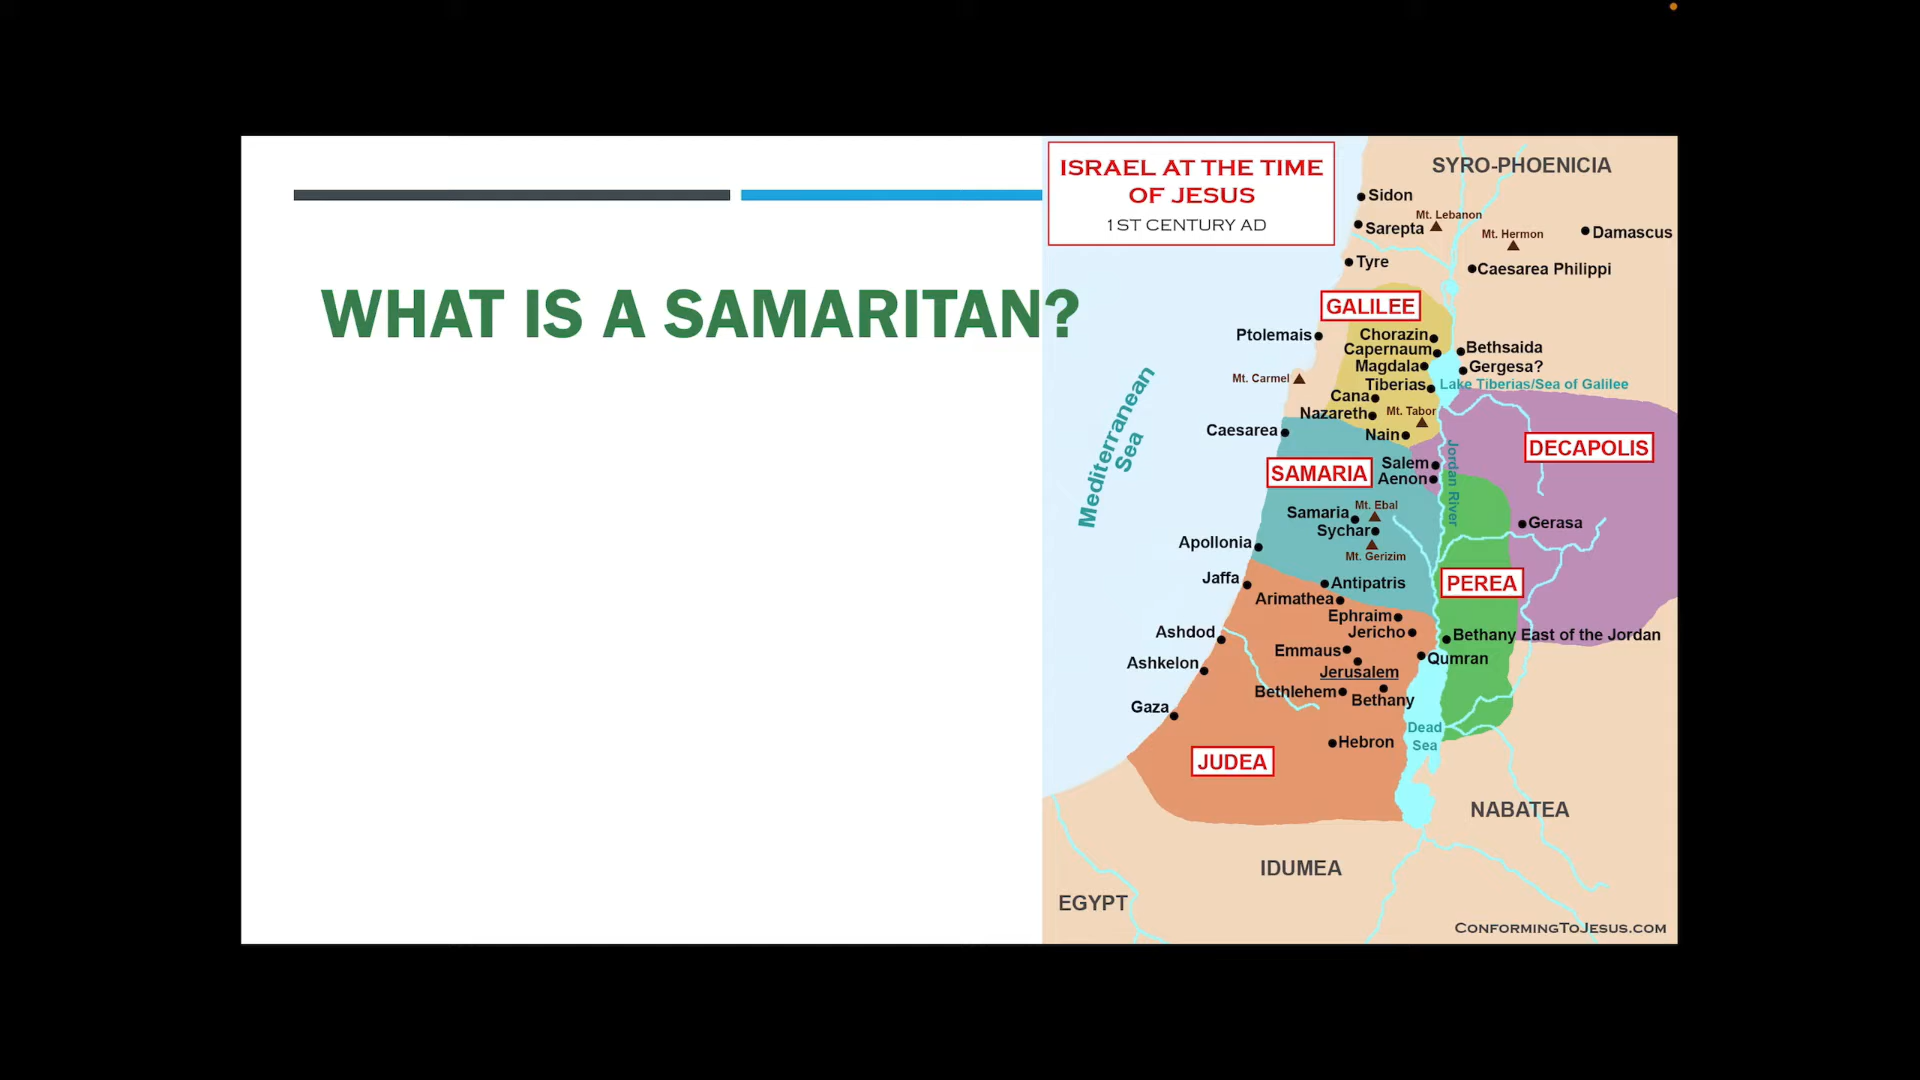 WHAT IS A SAMARITAN?
ISRAEL AT THE TIME
OF JESUS
1ST CENTURY AD
SYRO-PHOENICIA
Sidon
Mt. Lebanon
Sarepta
Mt. Hermon
Damascus
Tyre
Caesarea Philippi
GALILEE
Ptolemais
Chorazin
Capernaum
Bethsaida
Magdala
Gergesa?
Mt. Carmel
Tiberias
Lake Tiberias/Sea of Galilee
Cana
Nazareth
Mt. Tabor
Mediterranean
Sea
Caesarea
Nain
DECAPOLIS
SAMARIA
Salem
Aenon
Jordan River
Samaria
Mt. Ebal
Sychar
Gerasa
Mt. Gerizim
Apollonia
Jaffa
Antipatris
PEREA
Arimathea
Ephraim
Ashdod
Jericho
Bethany East of the Jordan
Emmaus
Qumran
Ashkelon
Jerusalem
Bethlehem
Bethany
Gaza
Dead
Sea
Hebron
JUDEA
NABATEA
IDUMEA
EGYPT
CONFORMINGTOJESUS.COM